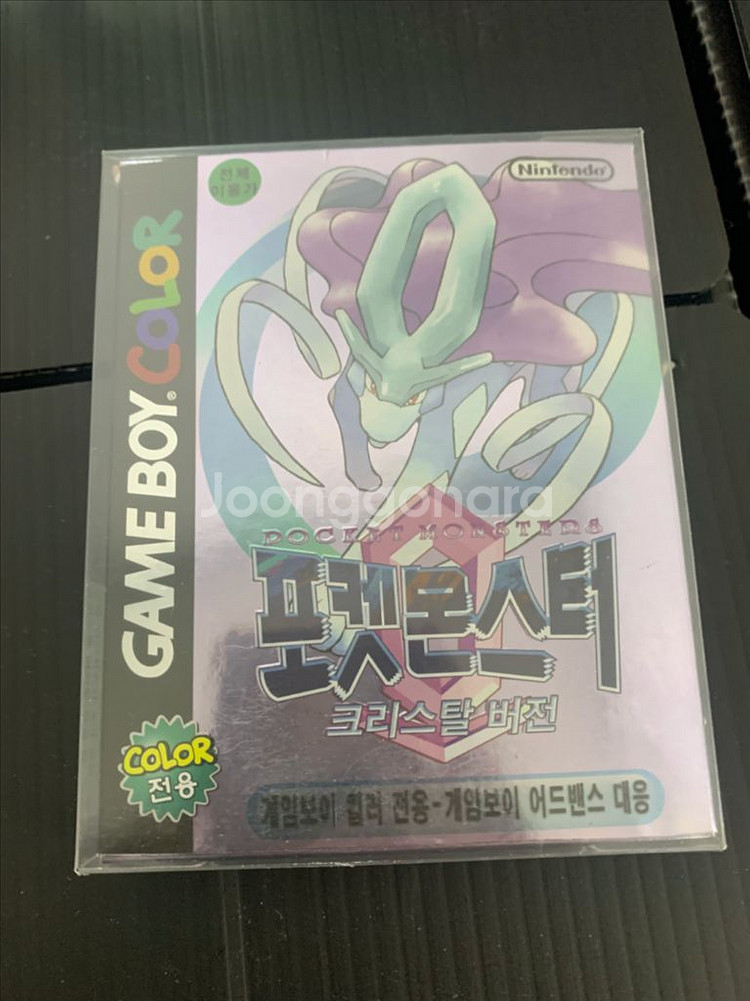 전체
이용가
Nintendo
GAME BOY COLOR
Joonggonara
POCKET MONSTERS
포켓몬스터
크리스탈 버전
COLOR
전용
게임보이 컬러 전용-게임보이 어드밴스 대응